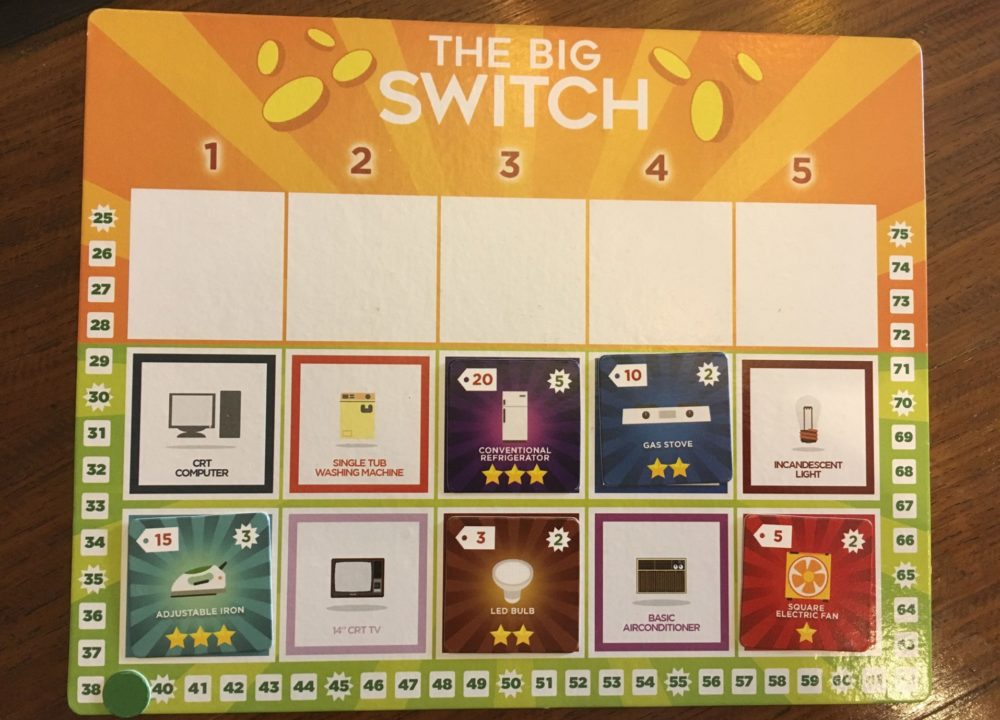 THE BIG
SWITCH
1 2 3 4 5
25 75
26 74
27 73
28 72
29 71
30 70
31 69
32 68
33 67
34 66
35 65
36 64
37
CRT
COMPUTER
SINGLE TUB
WASHING MACHINE
20 5
CONVENTIONAL
REFRIGERATOR
10 2
GAS STOVE
INCANDESCENT
LIGHT
15 3
ADJUSTABLE IRON
14" CRT TV
3 2
LED BULB
BASIC
AIRCONDITIONER
5 2
SQUARE
ELECTRIC FAN
38 40 41 42 43 44 45 46 47 48 49 50 51 52 53 54 55 56 57 58 59 60